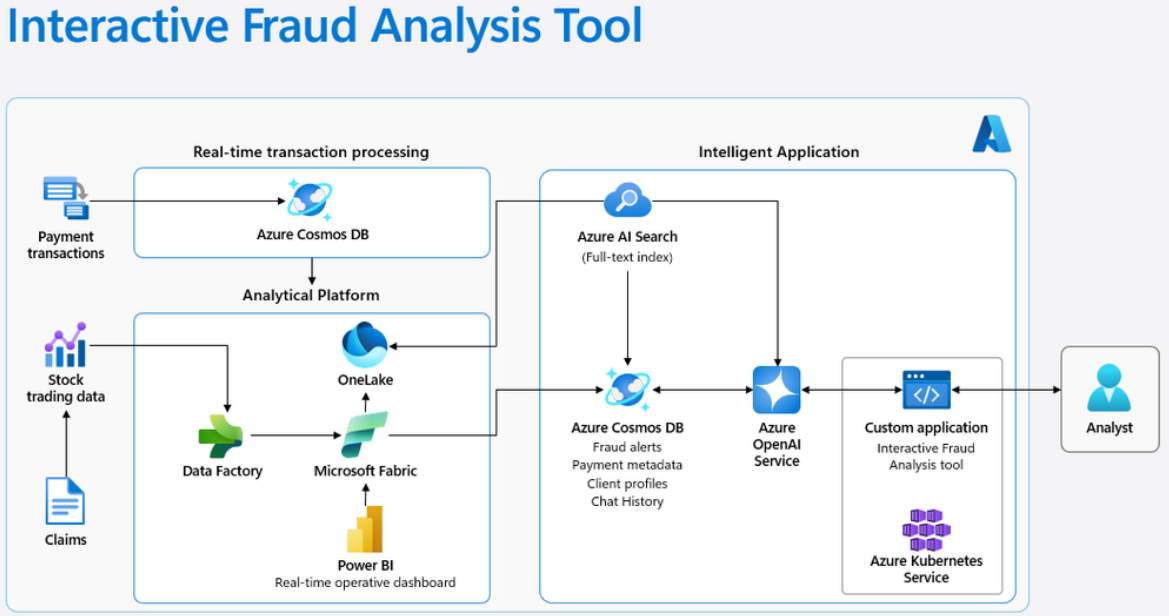 Interactive Fraud Analysis Tool
Real-time transaction processing
Intelligent Application
Payment
transactions
Azure Cosmos DB
Azure AI Search
(Full-text index)
Analytical Platform
Stock
trading data
OneLake
Data Factory
Microsoft Fabric
Claims
Power BI
Real-time operative dashboard
Azure Cosmos DB
Fraud alerts
Payment metadata
Client profiles
Chat History
Azure
OpenAI
Service
Custom application
Interactive Fraud
Analysis tool
</>
Azure Kubernetes
Service
Analyst